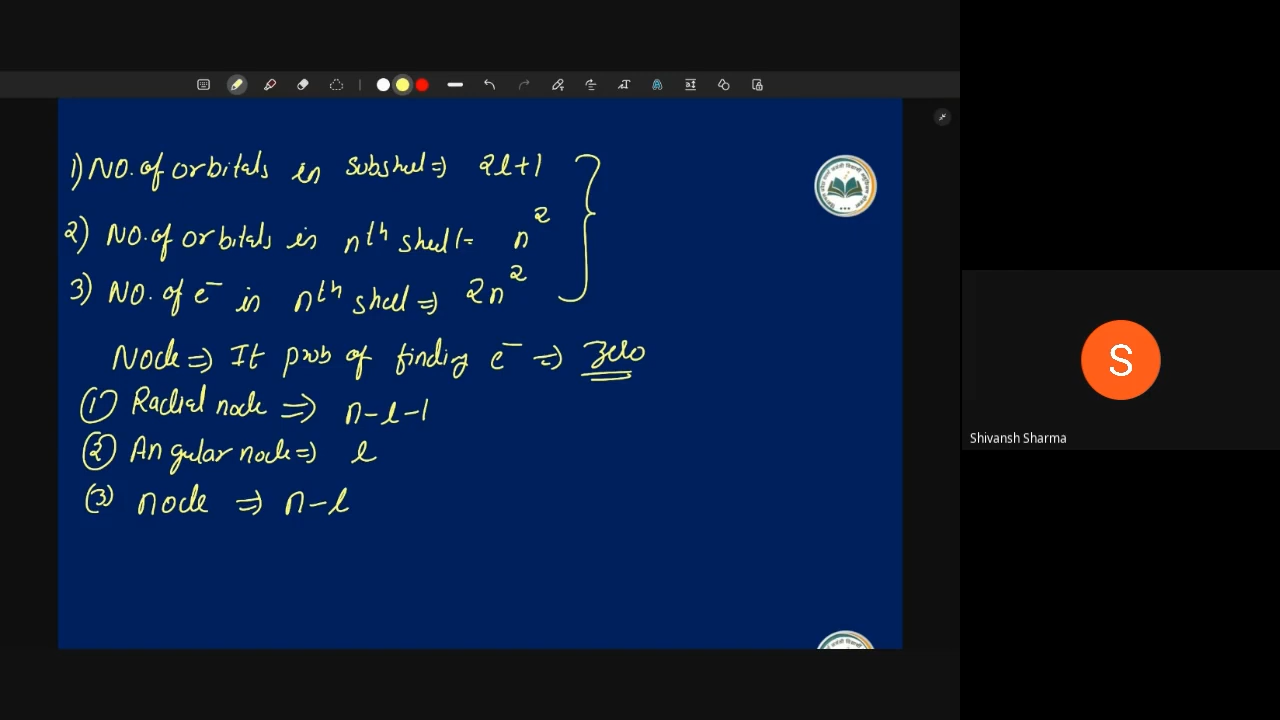 1) NO. of orbitals in subshell ⇒ 2l+1
2) NO. of orbitals in nth shell = n²
3) NO. of e⁻ in nth shell ⇒ 2n²
Node ⇒ It prob of finding e⁻ ⇒ zero
① Radial node ⇒ n-l-1
② Angular node ⇒ l
(3) node ⇒ n-l
S
Shivansh Sharma